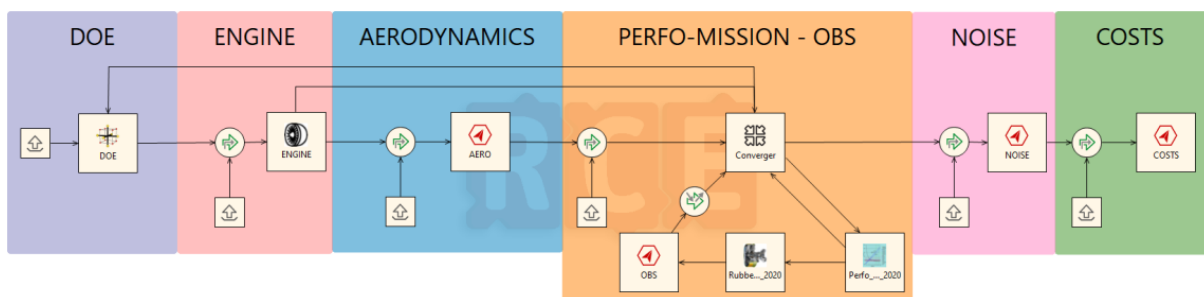 DOE
ENGINE
AERODYNAMICS
PERFO-MISSION - OBS
NOISE
COSTS
DOE
ENGINE
AERO
Converger
NOISE
COSTS
OBS
Rubbe..._2020
Perfo_..._2020
RCE